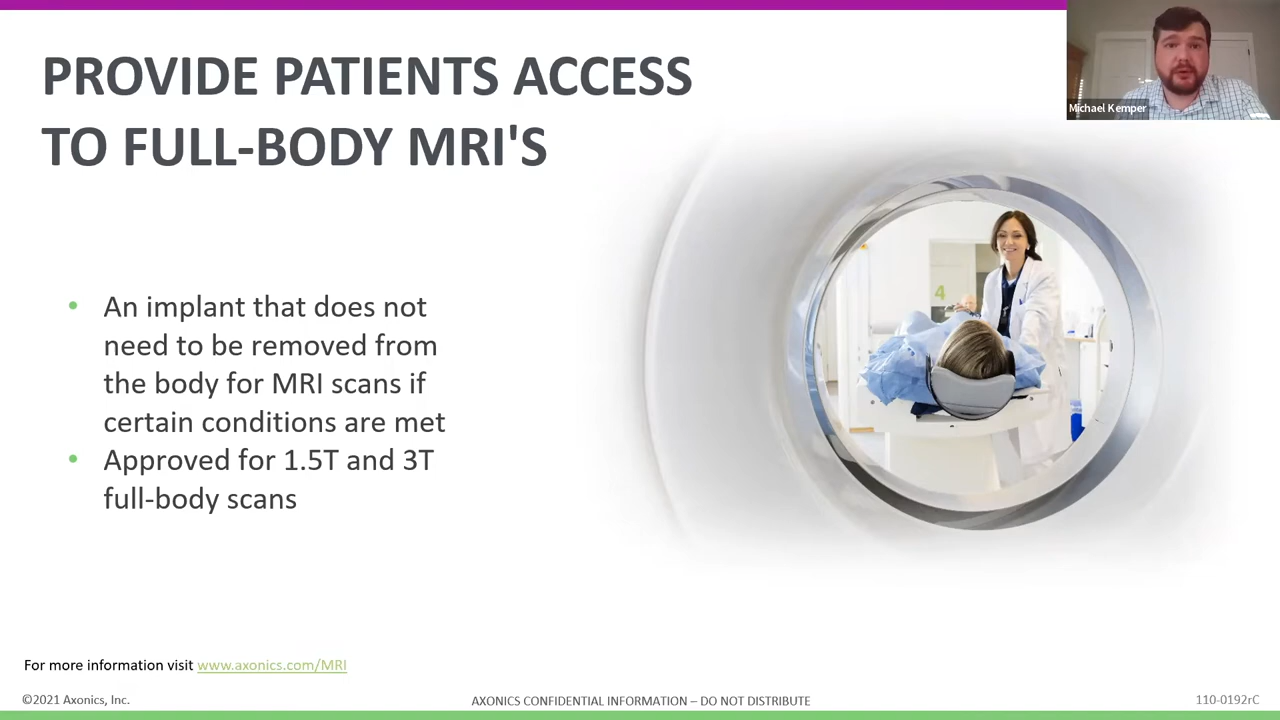 PROVIDE PATIENTS ACCESS
TO FULL-BODY MRI'S
Michael Kemper
4
• An implant that does not
need to be removed from
the body for MRI scans if
certain conditions are met
• Approved for 1.5T and 3T
full-body scans
For more information visit www.axonics.com/MRI
©2021 Axonics, Inc.
AXONICS CONFIDENTIAL INFORMATION – DO NOT DISTRIBUTE
110-0192rC